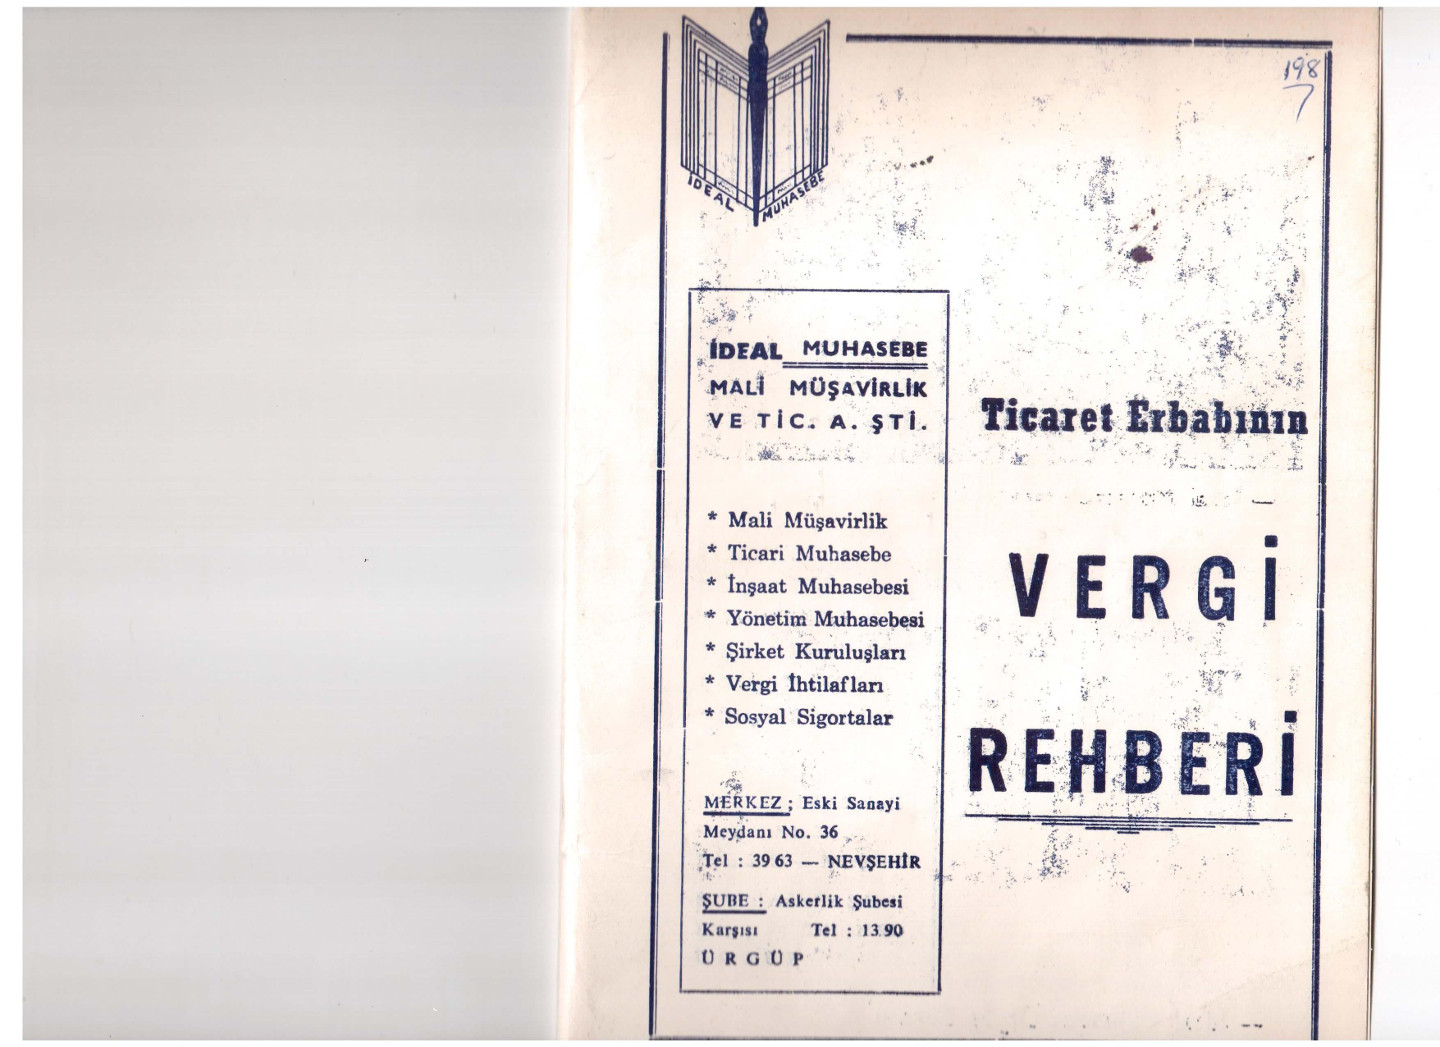 198
7
İDEAL MUHASEBE
İDEAL MUHASEBE
MALİ MÜŞAVİRLİK
VE TİC. A. ŞTİ.
* Mali Müşavirlik
* Ticari Muhasebe
* İnşaat Muhasebesi
* Yönetim Muhasebesi
* Şirket Kuruluşları
* Vergi İhtilafları
* Sosyal Sigortalar
MERKEZ ; Eski Sanayi
Meydanı No. 36
Tel : 39 63 — NEVŞEHİR
ŞUBE : Askerlik Şubesi
Karşısı Tel : 13 90
ÜRGÜP
Ticaret Erbabının
VERGİ
REHBERİ